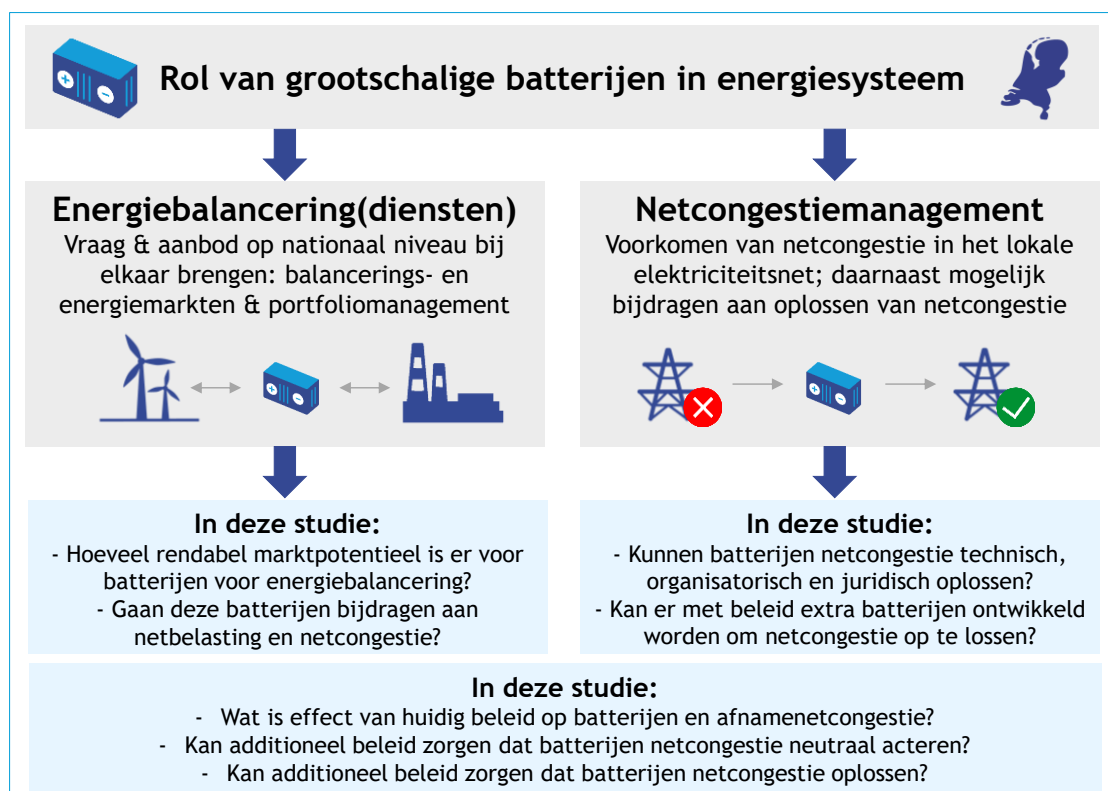 Rol van grootschalige batterijen in energiesysteem
Energiebalancering(diensten)
Vraag & aanbod op nationaal niveau bij
elkaar brengen: balancerings- en
energiemarkten & portfoliomanagement
Netcongestiemanagement
Voorkomen van netcongestie in het lokale
elektriciteitsnet; daarnaast mogelijk
bijdragen aan oplossen van netcongestie
In deze studie:
- Hoeveel rendabel marktpotentieel is er voor
batterijen voor energiebalancering?
- Gaan deze batterijen bijdragen aan
netbelasting en netcongestie?
In deze studie:
- Kunnen batterijen netcongestie technisch,
organisatorisch en juridisch oplossen?
- Kan er met beleid extra batterijen ontwikkeld
worden om netcongestie op te lossen?
In deze studie:
- Wat is effect van huidig beleid op batterijen en afnamenetcongestie?
- Kan additioneel beleid zorgen dat batterijen netcongestie neutraal acteren?
- Kan additioneel beleid zorgen dat batterijen netcongestie oplossen?